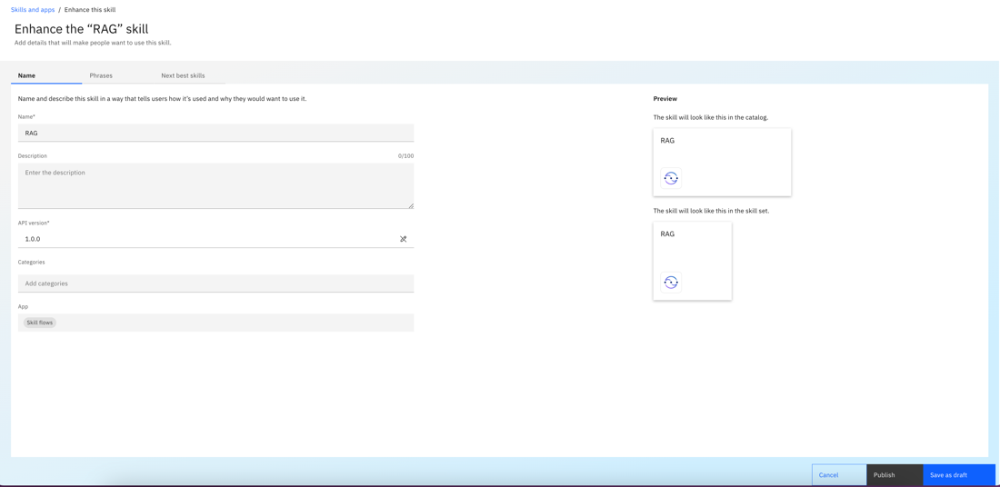 Skills and apps / Enhance this skill
Enhance the “RAG” skill
Add details that will make people want to use this skill.
Name Phrases Next best skills
Name and describe this skill in a way that tells users how it’s used and why they would want to use it.
Name*
RAG
Description 0/100
Enter the description
API version*
1.0.0
Categories
Add categories
App
Skill flows
Preview
The skill will look like this in the catalog.
RAG
The skill will look like this in the skill set.
RAG
Cancel Publish Save as draft